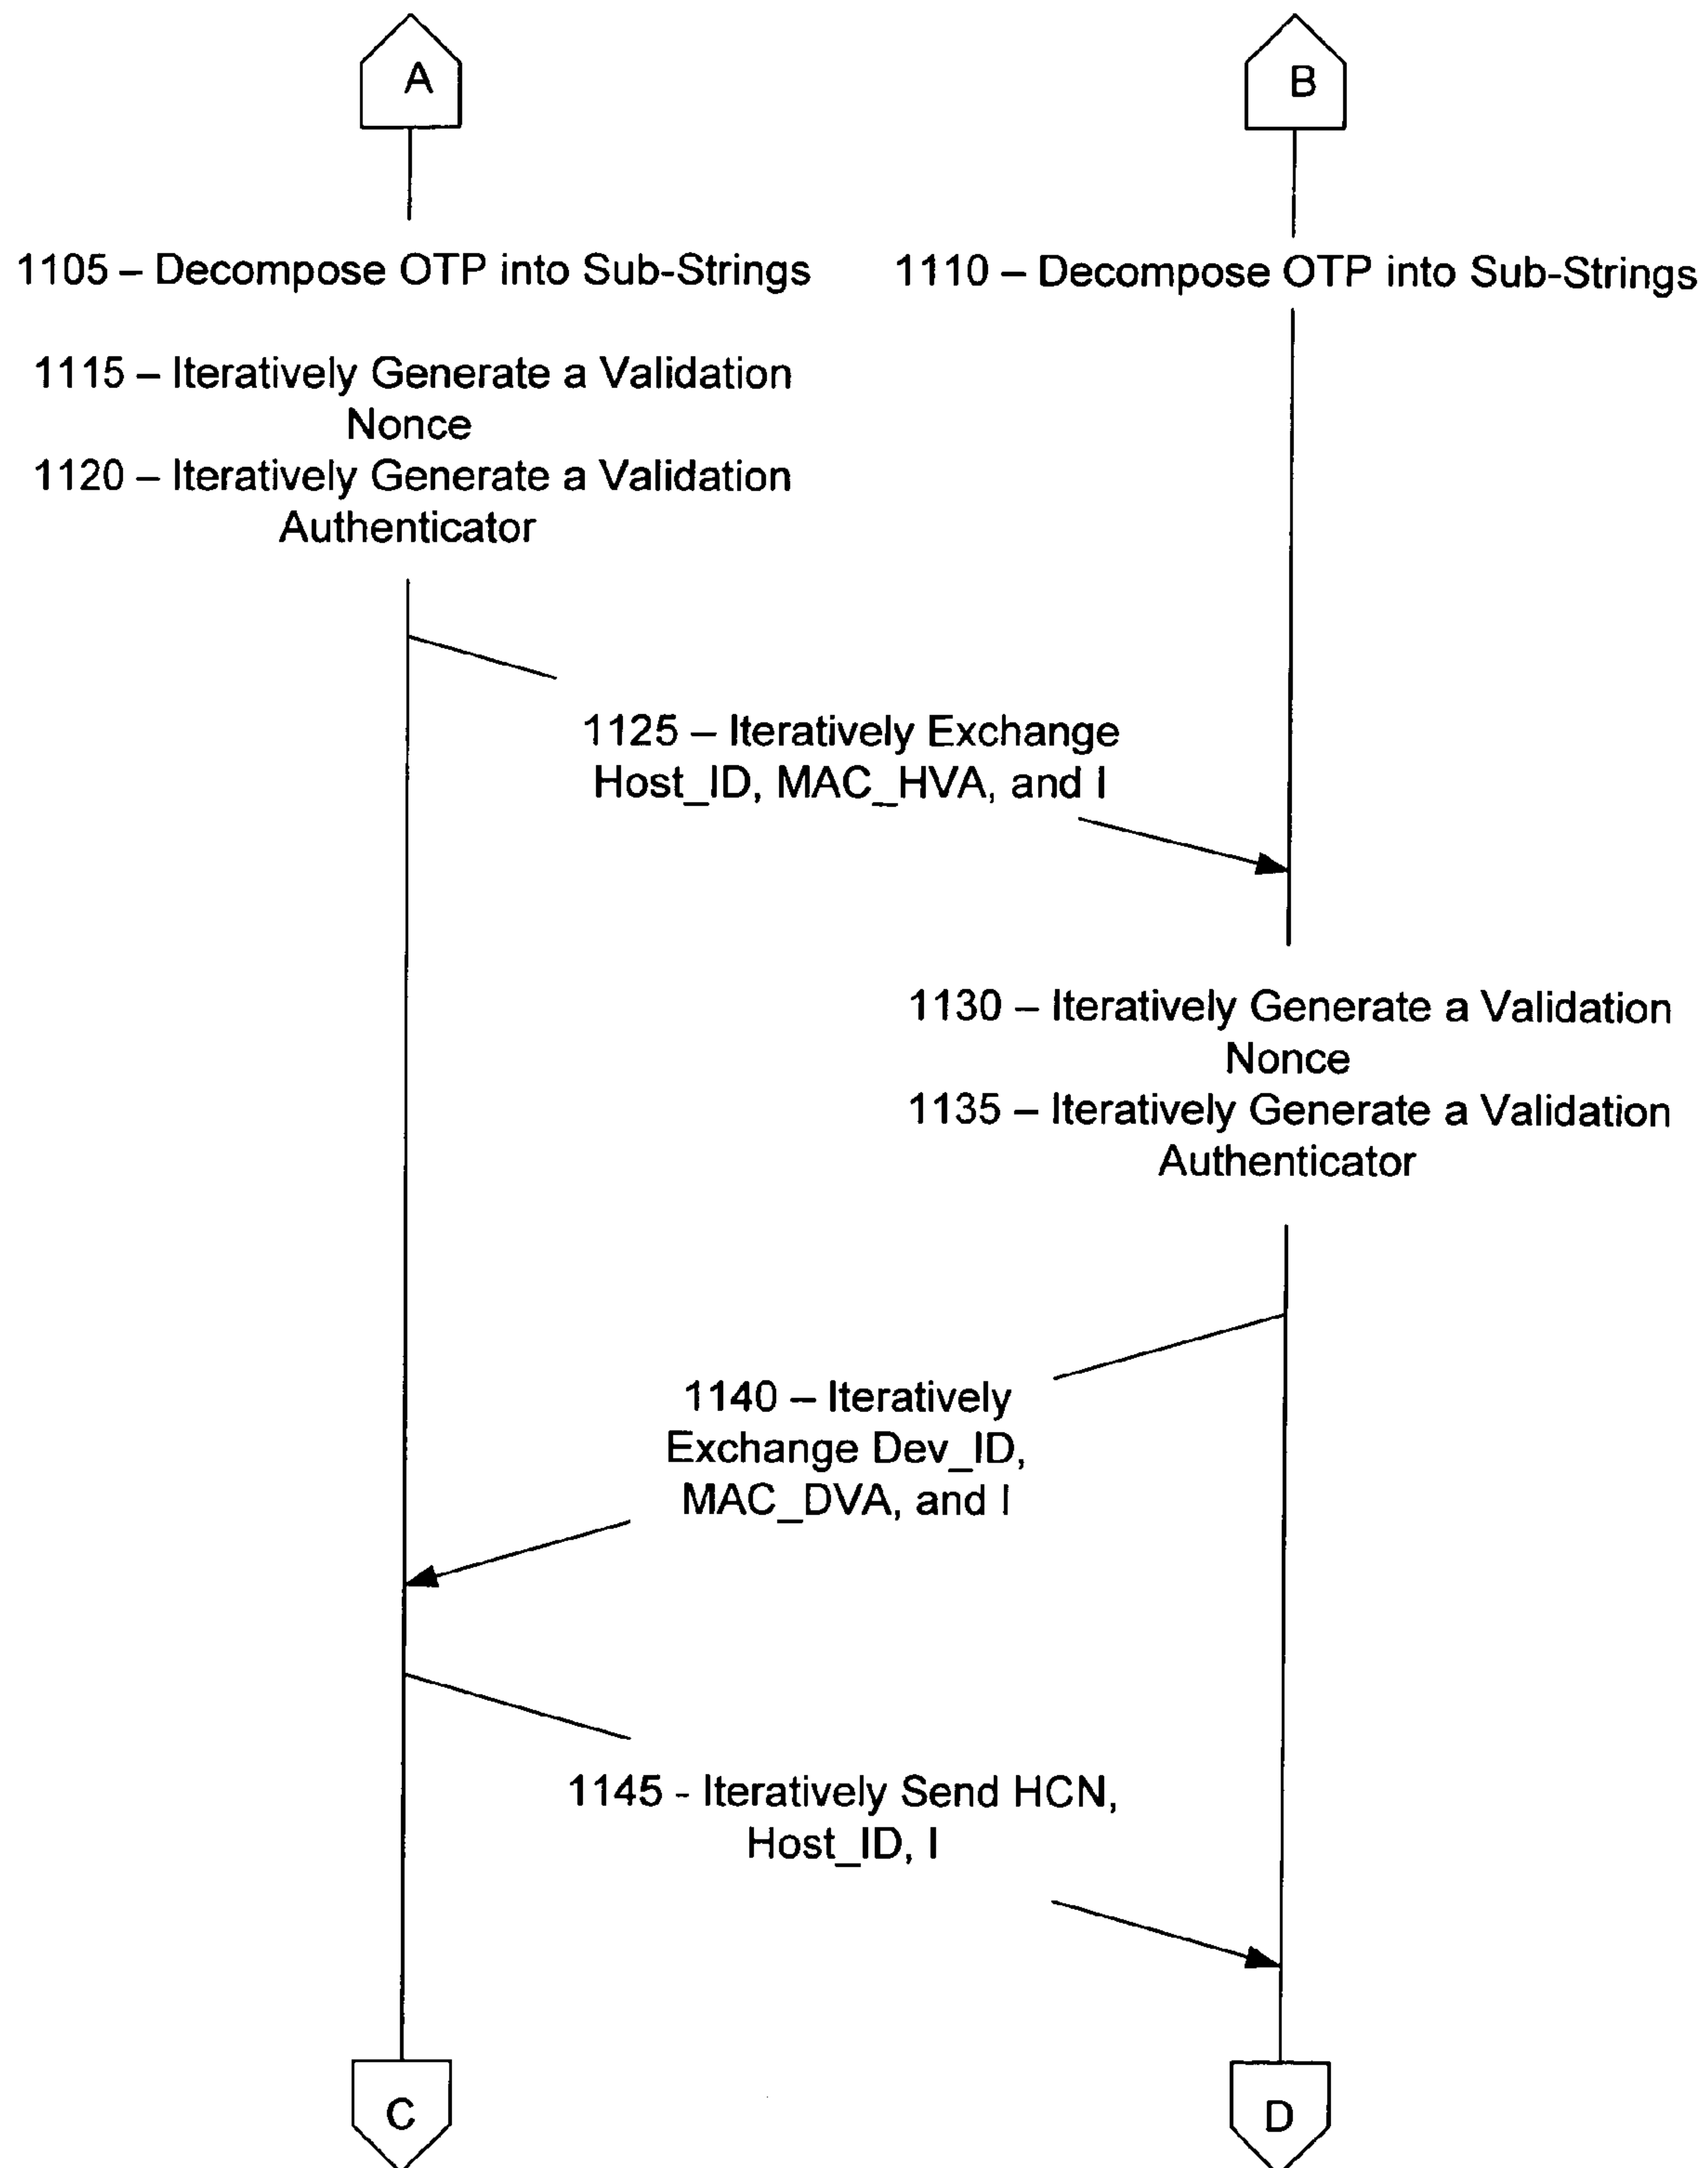 A
B
1105 – Decompose OTP into Sub-Strings
1110 – Decompose OTP into Sub-Strings
1115 – Iteratively Generate a Validation
Nonce
1120 – Iteratively Generate a Validation
Authenticator
1125 – Iteratively Exchange
Host_ID, MAC_HVA, and I
1130 – Iteratively Generate a Validation
Nonce
1135 – Iteratively Generate a Validation
Authenticator
1140 – Iteratively
Exchange Dev_ID,
MAC_DVA, and I
1145 - Iteratively Send HCN,
Host_ID, I
C
D